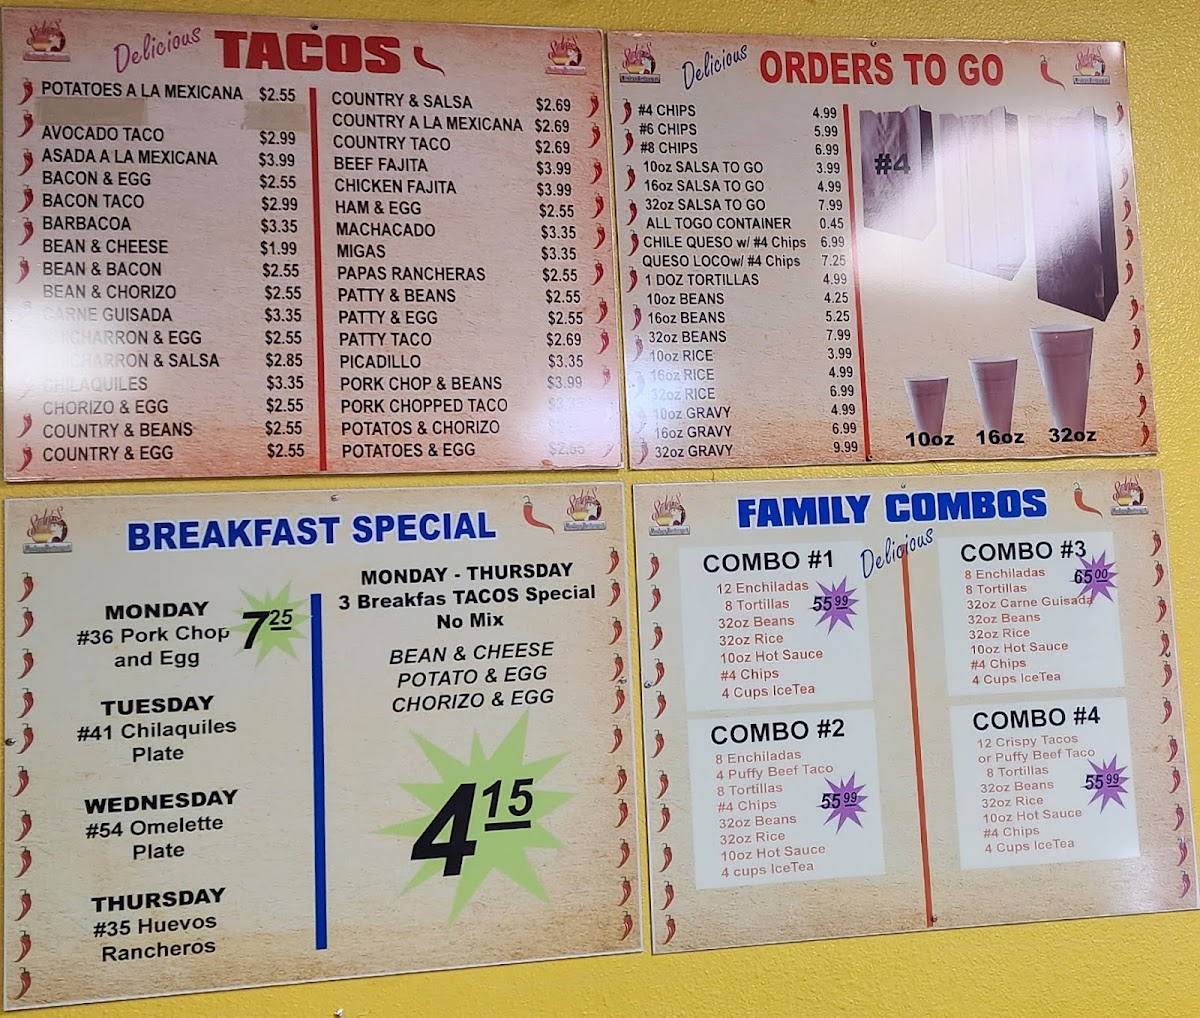 Delicious TACOS
POTATOES A LA MEXICANA $2.55
AVOCADO TACO $2.99
ASADA A LA MEXICANA $3.99
BACON & EGG $2.55
BACON TACO $2.99
BARBACOA $3.35
BEAN & CHEESE $1.99
BEAN & BACON $2.55
BEAN & CHORIZO $2.55
CARNE GUISADA $3.35
CHICHARRON & EGG $2.55
CHICHARRON & SALSA $2.85
CHILAQUILES $3.35
CHORIZO & EGG $2.55
COUNTRY & BEANS $2.55
COUNTRY & EGG $2.55
COUNTRY & SALSA $2.69
COUNTRY A LA MEXICANA $2.69
COUNTRY TACO $2.69
BEEF FAJITA $3.99
CHICKEN FAJITA $3.99
HAM & EGG $2.55
MACHACADO $3.35
MIGAS $3.35
PAPAS RANCHERAS $2.55
PATTY & BEANS $2.55
PATTY & EGG $2.55
PATTY TACO $2.69
PICADILLO $3.35
PORK CHOP & BEANS $3.99
PORK CHOPPED TACO
POTATOS & CHORIZO
POTATOES & EGG $2.55
Delicious ORDERS TO GO
#4 CHIPS 4.99
#6 CHIPS 5.99
#8 CHIPS 6.99
10oz SALSA TO GO 3.99
16oz SALSA TO GO 4.99
32oz SALSA TO GO 7.99
ALL TOGO CONTAINER 0.45
CHILE QUESO w/ #4 Chips 6.99
QUESO LOCOw/ #4 Chips 7.25
1 DOZ TORTILLAS 4.99
10oz BEANS 4.25
16oz BEANS 5.25
32oz BEANS 7.99
10oz RICE 3.99
16oz RICE 4.99
32oz RICE 6.99
10oz GRAVY 4.99
16oz GRAVY 6.99
32oz GRAVY 9.99
#4
10oz 16oz 32oz
BREAKFAST SPECIAL
MONDAY
#36 Pork Chop
and Egg
7.25
TUESDAY
#41 Chilaquiles
Plate
WEDNESDAY
#54 Omelette
Plate
THURSDAY
#35 Huevos
Rancheros
MONDAY - THURSDAY
3 Breakfas TACOS Special
No Mix
BEAN & CHEESE
POTATO & EGG
CHORIZO & EGG
4 15
FAMILY COMBOS
Delicious
COMBO #1
12 Enchiladas
8 Tortillas
55 99
32oz Beans
32oz Rice
10oz Hot Sauce
#4 Chips
4 Cups IceTea
COMBO #2
8 Enchiladas
4 Puffy Beef Taco
8 Tortillas
#4 Chips
55 99
32oz Beans
32oz Rice
10oz Hot Sauce
4 cups IceTea
COMBO #3
8 Enchiladas
65 00
8 Tortillas
32oz Carne Guisada
32oz Beans
32oz Rice
10oz Hot Sauce
#4 Chips
4 Cups IceTea
COMBO #4
12 Crispy Tacos
or Puffy Beef Taco
8 Tortillas
55 99
32oz Beans
32oz Rice
10oz Hot Sauce
#4 Chips
4 Cups IceTea